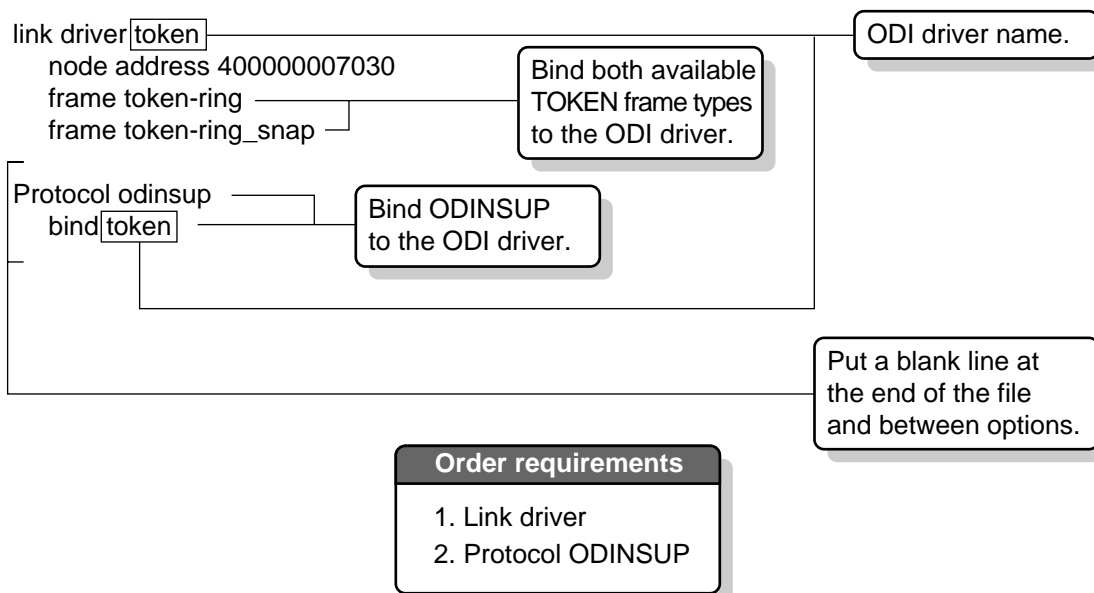 link driver token
ODI driver name.
node address 400000007030
frame token-ring
frame token-ring_snap
Bind both available
TOKEN frame types
to the ODI driver.
Protocol odinsup
bind token
Bind ODINSUP
to the ODI driver.
Put a blank line at
the end of the file
and between options.
Order requirements
1. Link driver
2. Protocol ODINSUP